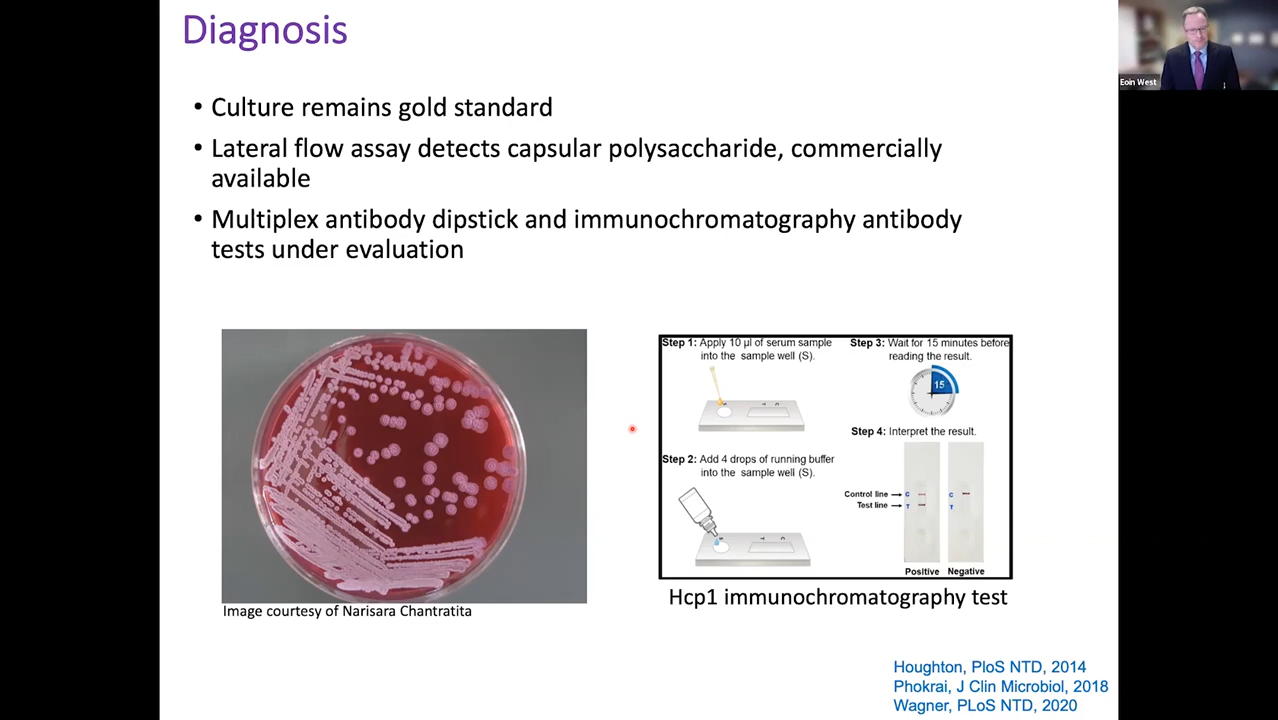 Diagnosis
Eoin West
• Culture remains gold standard
• Lateral flow assay detects capsular polysaccharide, commercially
available
• Multiplex antibody dipstick and immunochromatography antibody
tests under evaluation
Step 1: Apply 10 µl of serum sample
into the sample well (S).
S T C
Step 2: Add 4 drops of running buffer
into the sample well (S).
S T C
Step 3: Wait for 15 minutes before
reading the result.
15
Step 4: Interpret the result.
Control line C C
Test line T T
Positive Negative
Image courtesy of Narisara Chantratita
Hcp1 immunochromatography test
Houghton, PloS NTD, 2014
Phokrai, J Clin Microbiol, 2018
Wagner, PLoS NTD, 2020